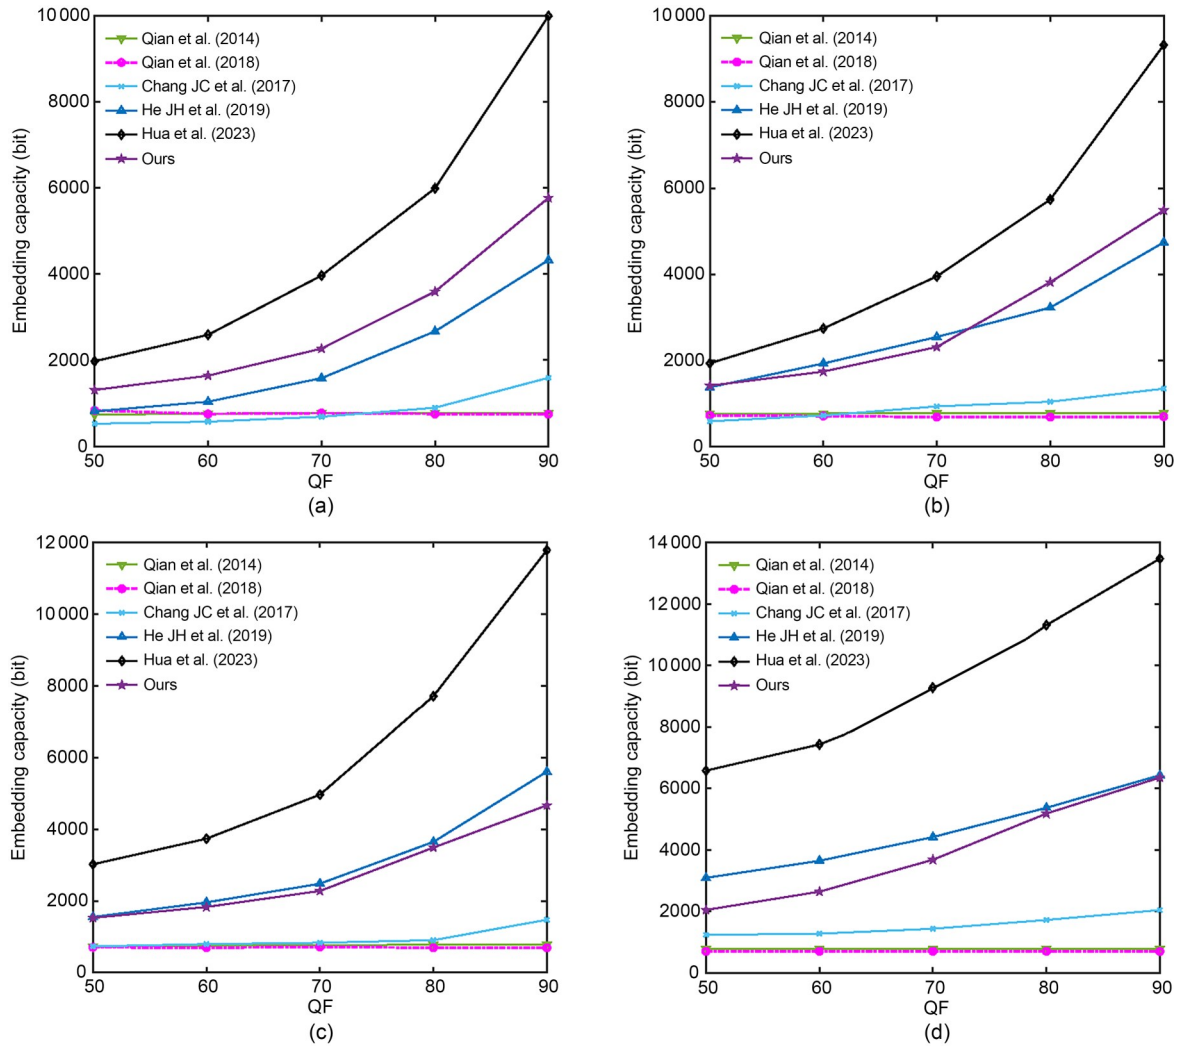 10000
8000
6000
4000
2000
0
Embedding capacity (bit)
Qian et al. (2014)
Qian et al. (2018)
Chang JC et al. (2017)
He JH et al. (2019)
Hua et al. (2023)
Ours
50 60 70 80 90
QF
(a)
10000
8000
6000
4000
2000
0
Embedding capacity (bit)
Qian et al. (2014)
Qian et al. (2018)
Chang JC et al. (2017)
He JH et al. (2019)
Hua et al. (2023)
Ours
50 60 70 80 90
QF
(b)
12 000
10 000
8000
6000
4000
2000
0
Embedding capacity (bit)
Qian et al. (2014)
Qian et al. (2018)
Chang JC et al. (2017)
He JH et al. (2019)
Hua et al. (2023)
Ours
50 60 70 80 90
QF
(c)
14 000
12 000
10 000
8000
6000
4000
2000
0
Embedding capacity (bit)
Qian et al. (2014)
Qian et al. (2018)
Chang JC et al. (2017)
He JH et al. (2019)
Hua et al. (2023)
Ours
50 60 70 80 90
QF
(d)